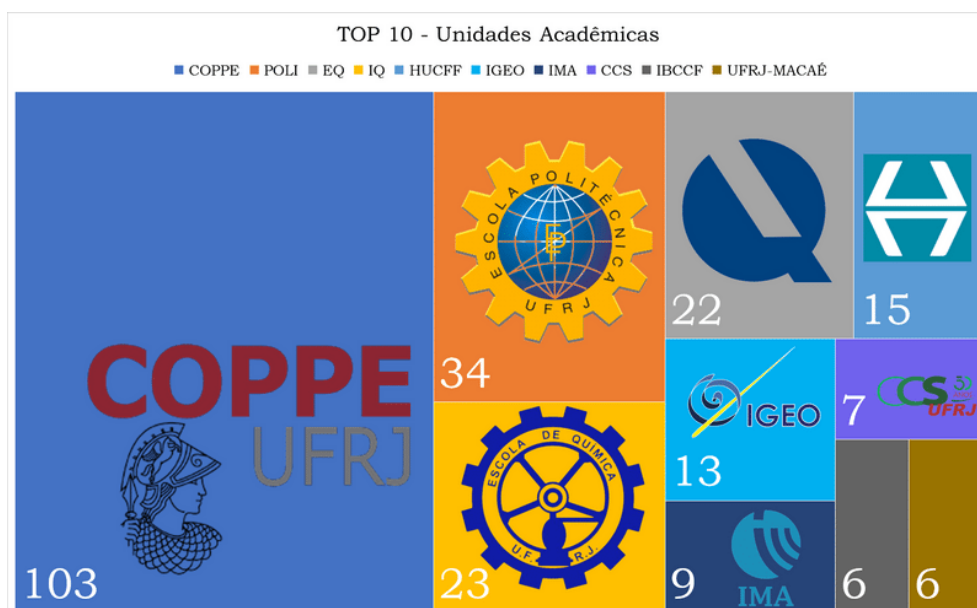 TOP 10 - Unidades Acadêmicas
COPPE POLI EQ IQ HUCFF IGEO IMA CCS IBCCF UFRJ-MACAÉ
COPPE
UFRJ
103
ESCOLA POLITÉCNICA
UFRJ
34
ESCOLA DE QUÍMICA
U.F.R.J.
23
22
15
IGEO
13
7
CCS
UFRJ
IMA
9
6
6